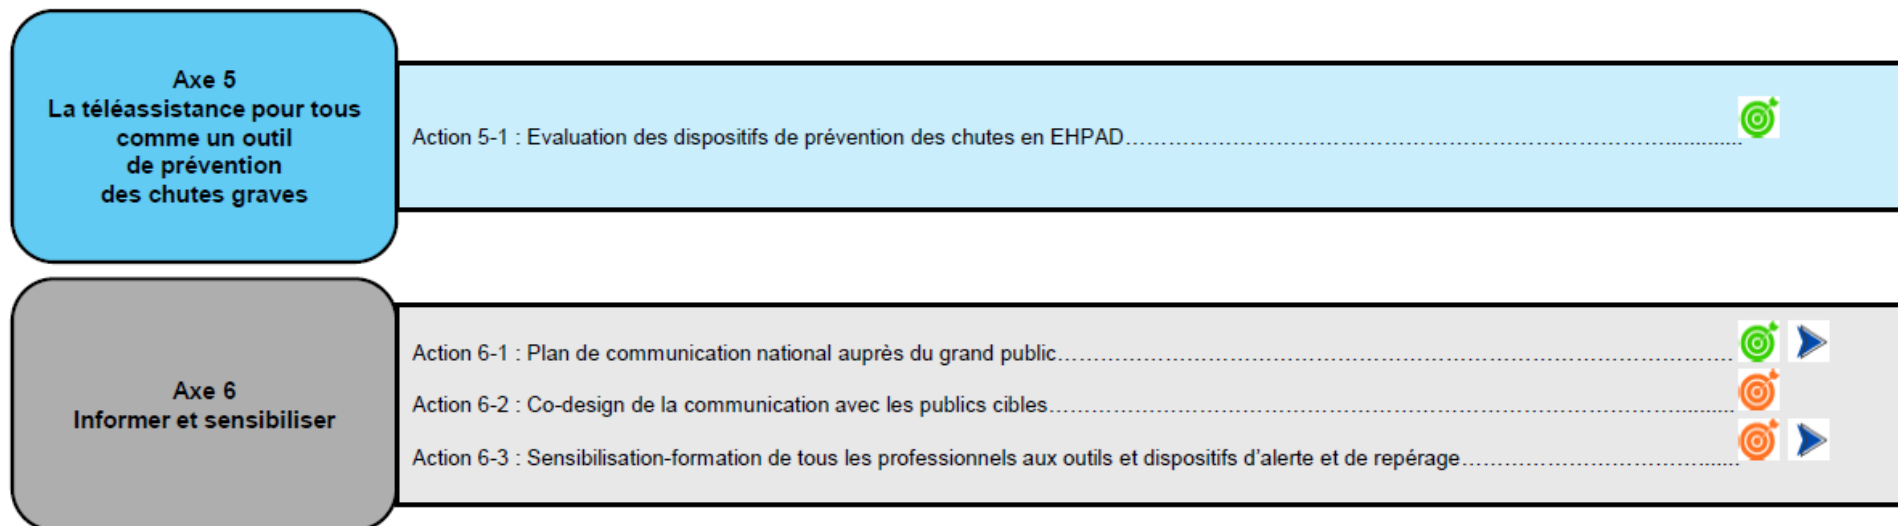 Axe 5
La téléassistance pour tous
comme un outil
de prévention
des chutes graves
Action 5-1 : Evaluation des dispositifs de prévention des chutes en EHPAD……………………………………………………………………............
Axe 6
Informer et sensibiliser
Action 6-1 : Plan de communication national auprès du grand public……………………………………………………………………………………
Action 6-2 : Co-design de la communication avec les publics cibles……………………………………………………………………………..........
Action 6-3 : Sensibilisation-formation de tous les professionnels aux outils et dispositifs d’alerte et de repérage…………………………….......